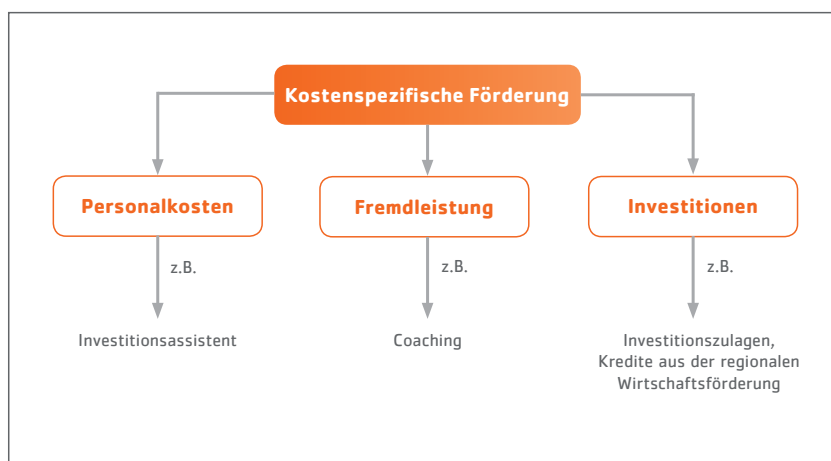 Kostenspezifische Förderung
Personalkosten
Fremdleistung
Investitionen
z.B.
z.B.
z.B.
Investitionsassistent
Coaching
Investitionszulagen,
Kredite aus der regionalen
Wirtschaftsförderung